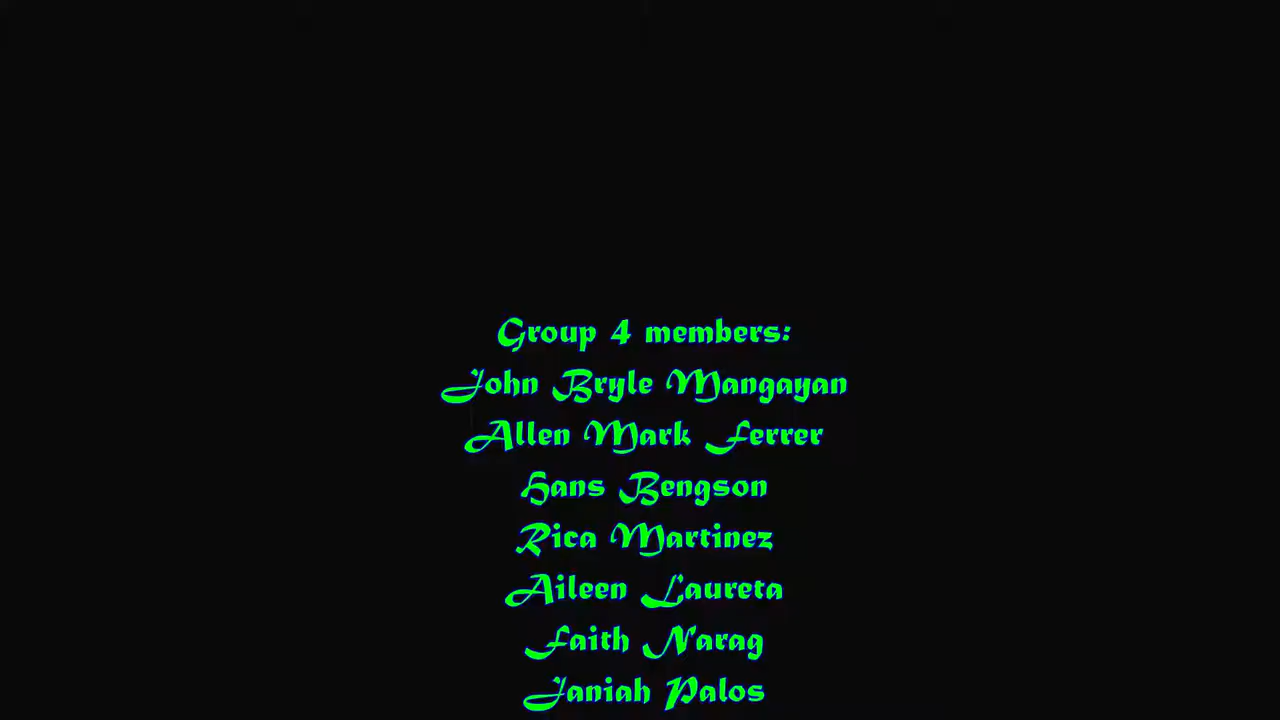 Group 4 members:
John Bryle Mangayan
Allen Mark Ferrer
Hans Bengson
Rica Martinez
Aileen Laureta
Faith Narag
Janiah Palos